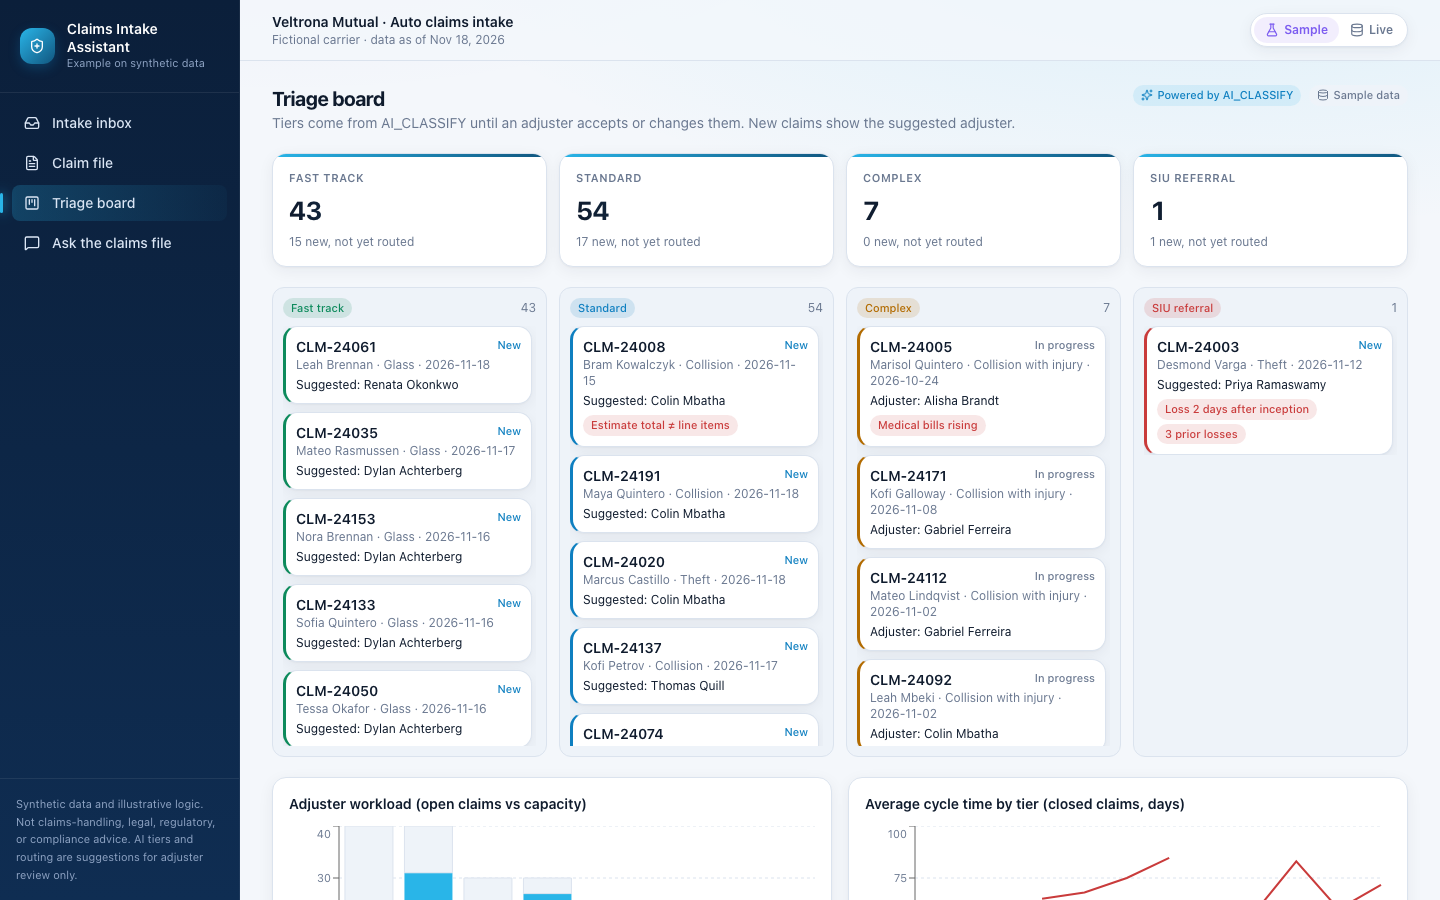 Claims Intake
Assistant
Example on synthetic data
Intake inbox
Claim file
Triage board
Ask the claims file
Synthetic data and illustrative logic.
Not claims-handling, legal, regulatory,
or compliance advice. AI tiers and
routing are suggestions for adjuster
review only.
Veltrona Mutual · Auto claims intake
Fictional carrier · data as of Nov 18, 2026
Sample
Live
Triage board
Tiers come from AI_CLASSIFY until an adjuster accepts or changes them. New claims show the suggested adjuster.
Powered by AI_CLASSIFY
Sample data
FAST TRACK
43
15 new, not yet routed
STANDARD
54
17 new, not yet routed
COMPLEX
7
0 new, not yet routed
SIU REFERRAL
1
1 new, not yet routed
Fast track
43
CLM-24061
New
Leah Brennan · Glass · 2026-11-18
Suggested: Renata Okonkwo
CLM-24035
New
Mateo Rasmussen · Glass · 2026-11-17
Suggested: Dylan Achterberg
CLM-24153
New
Nora Brennan · Glass · 2026-11-16
Suggested: Dylan Achterberg
CLM-24133
New
Sofia Quintero · Glass · 2026-11-16
Suggested: Dylan Achterberg
CLM-24050
New
Tessa Okafor · Glass · 2026-11-16
Suggested: Dylan Achterberg
Standard
54
CLM-24008
New
Bram Kowalczyk · Collision · 2026-11-
15
Suggested: Colin Mbatha
Estimate total ≠ line items
CLM-24191
New
Maya Quintero · Collision · 2026-11-18
Suggested: Colin Mbatha
CLM-24020
New
Marcus Castillo · Theft · 2026-11-18
Suggested: Colin Mbatha
CLM-24137
New
Kofi Petrov · Collision · 2026-11-17
Suggested: Thomas Quill
CLM-24074
New
Complex
7
CLM-24005
In progress
Marisol Quintero · Collision with injury ·
2026-10-24
Adjuster: Alisha Brandt
Medical bills rising
CLM-24171
In progress
Kofi Galloway · Collision with injury ·
2026-11-08
Adjuster: Gabriel Ferreira
CLM-24112
In progress
Mateo Lindqvist · Collision with injury ·
2026-11-02
Adjuster: Gabriel Ferreira
CLM-24092
In progress
Leah Mbeki · Collision with injury ·
2026-11-02
Adjuster: Colin Mbatha
SIU referral
1
CLM-24003
New
Desmond Varga · Theft · 2026-11-12
Suggested: Priya Ramaswamy
Loss 2 days after inception
3 prior losses
Adjuster workload (open claims vs capacity)
40
30
Average cycle time by tier (closed claims, days)
100
75